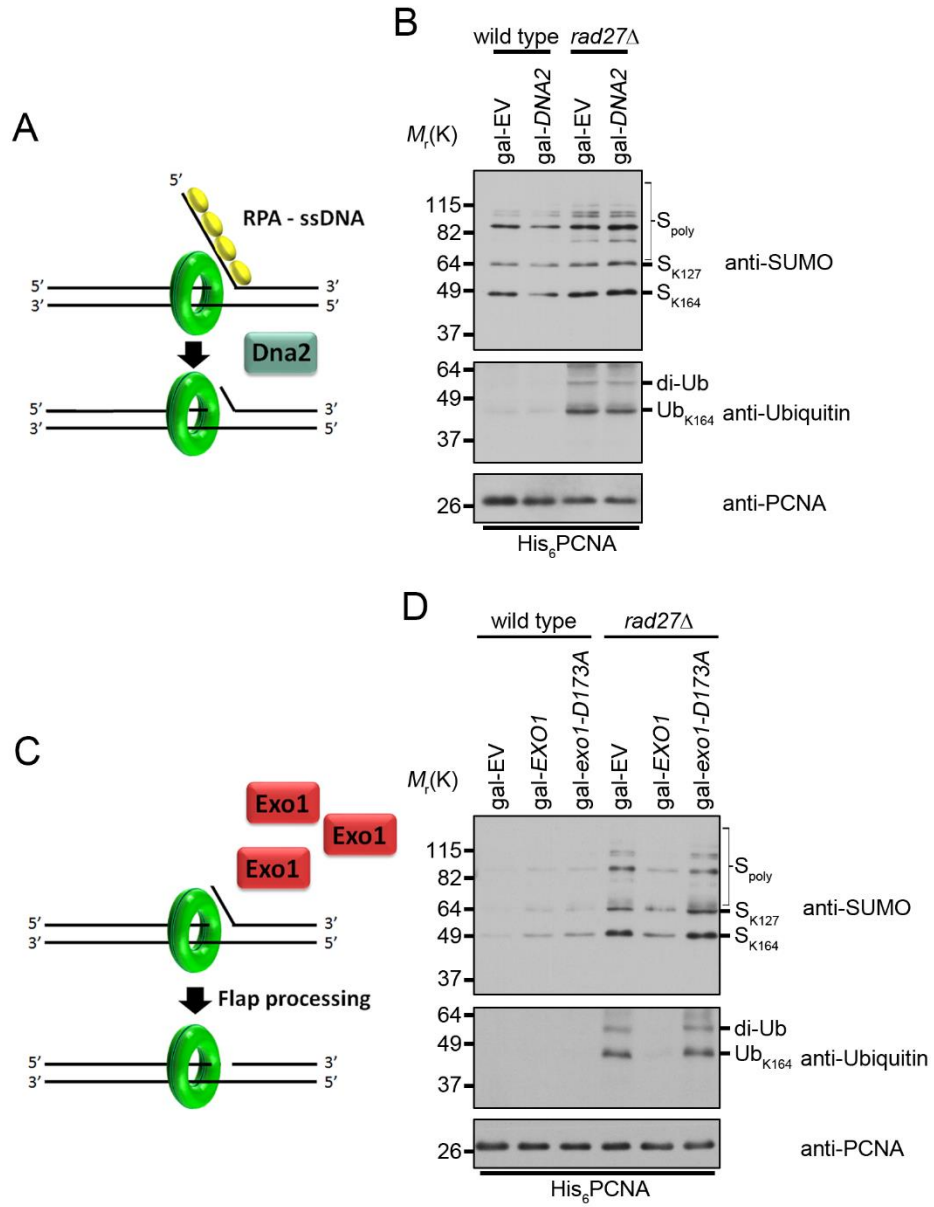 A
5’
RPA - ssDNA
5’ 3’
3’ 5’
Dna2
5’ 3’
3’ 5’
B
wild type rad27Δ
gal-EV gal-DNA2 gal-EV gal-DNA2
Mr(K)
115
82
64
49
37
Spoly
SK127
SK164
anti-SUMO
64
49
37
di-Ub
UbK164
anti-Ubiquitin
26
anti-PCNA
His6PCNA
C
Exo1
Exo1
Exo1
5’ 3’
3’ 5’
Flap processing
5’ 3’
3’ 5’
D
wild type rad27Δ
gal-EV gal-EXO1 gal-exo1-D173A gal-EV gal-EXO1 gal-exo1-D173A
Mr(K)
115
82
64
49
37
Spoly
SK127
SK164
anti-SUMO
64
49
37
di-Ub
UbK164
anti-Ubiquitin
26
anti-PCNA
His6PCNA